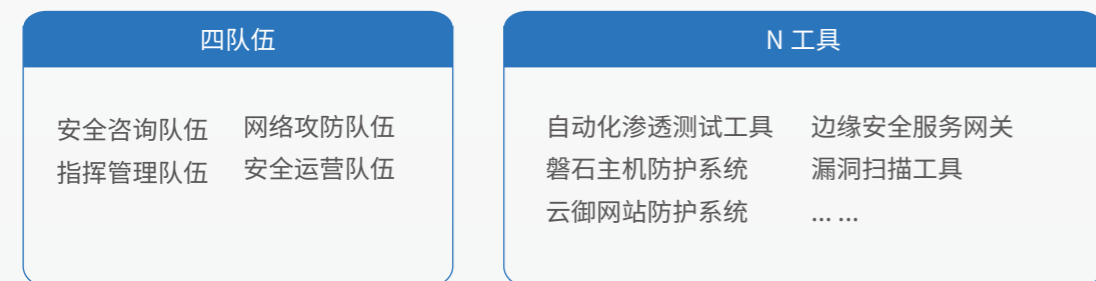 四队伍
安全咨询队伍 网络攻防队伍
指挥管理队伍 安全运营队伍
N 工具
自动化渗透测试工具 边缘安全服务网关
磐石主机防护系统 漏洞扫描工具
云御网站防护系统 ... ...